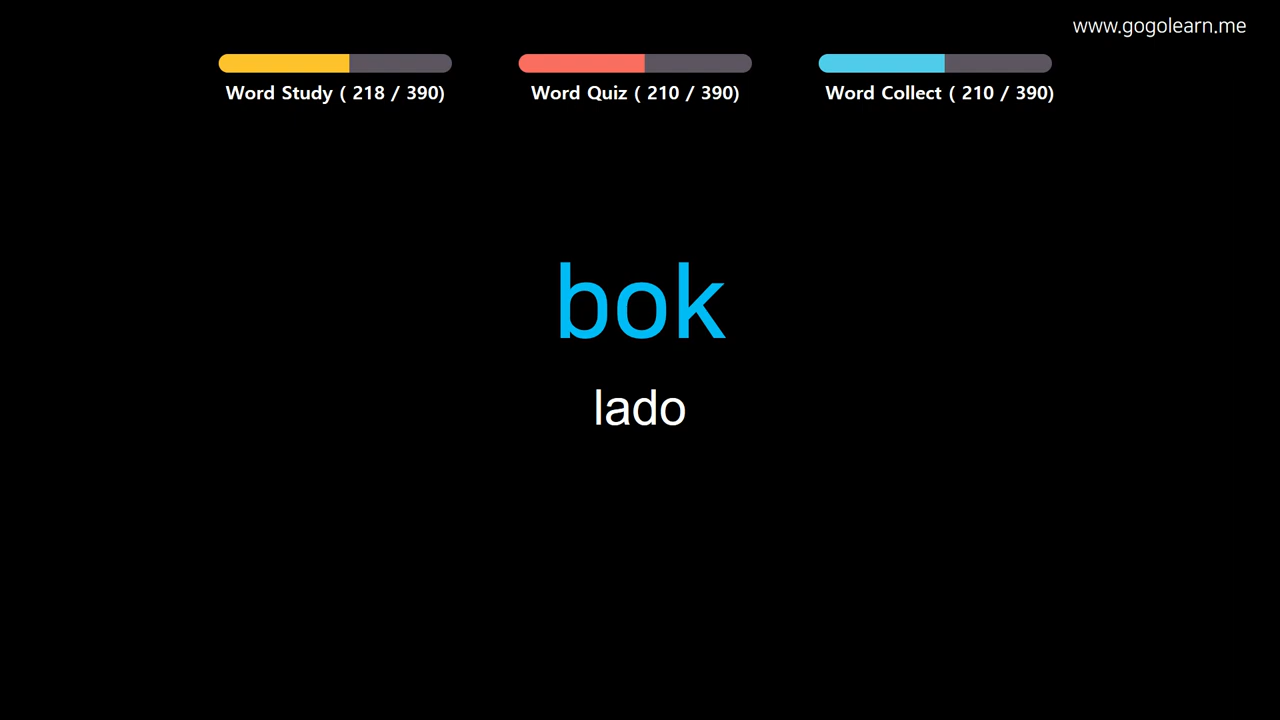 www.gogolearn.me
Word Study ( 218 / 390)
Word Quiz ( 210 / 390)
Word Collect ( 210 / 390)
bok
lado